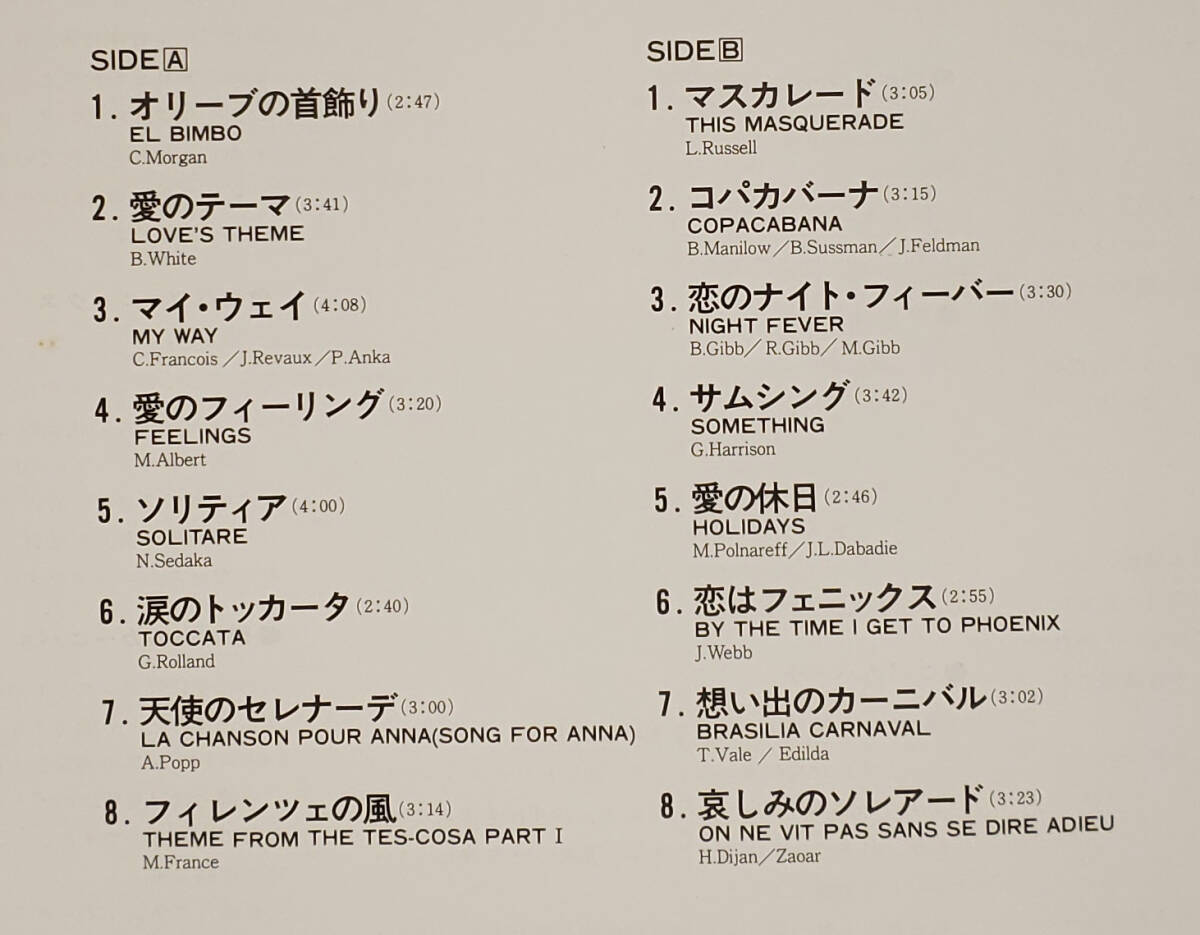 SIDE A
1. オリーブの首飾り(2:47)
EL BIMBO
C.Morgan
2. 愛のテーマ(3:41)
LOVE'S THEME
B.White
3. マイ・ウェイ(4:08)
MY WAY
C.Francois／J.Revaux／P.Anka
4. 愛のフィーリング(3:20)
FEELINGS
M.Albert
5. ソリティア(4:00)
SOLITARE
N.Sedaka
6. 涙のトッカータ(2:40)
TOCCATA
G.Rolland
7. 天使のセレナーデ(3:00)
LA CHANSON POUR ANNA(SONG FOR ANNA)
A.Popp
8. フィレンツェの風(3:14)
THEME FROM THE TES-COSA PART I
M.France
SIDE B
1. マスカレード(3:05)
THIS MASQUERADE
L.Russell
2. コパカバーナ(3:15)
COPACABANA
B.Manilow／B.Sussman／J.Feldman
3. 恋のナイト・フィーバー(3:30)
NIGHT FEVER
B.Gibb／R.Gibb／M.Gibb
4. サムシング(3:42)
SOMETHING
G.Harrison
5. 愛の休日(2:46)
HOLIDAYS
M.Polnareff／J.L.Dabadie
6. 恋はフェニックス(2:55)
BY THE TIME I GET TO PHOENIX
J.Webb
7. 想い出のカーニバル(3:02)
BRASILIA CARNAVAL
T.Vale／Edilda
8. 哀しみのソレアード(3:23)
ON NE VIT PAS SANS SE DIRE ADIEU
H.Dijan／Zaoar